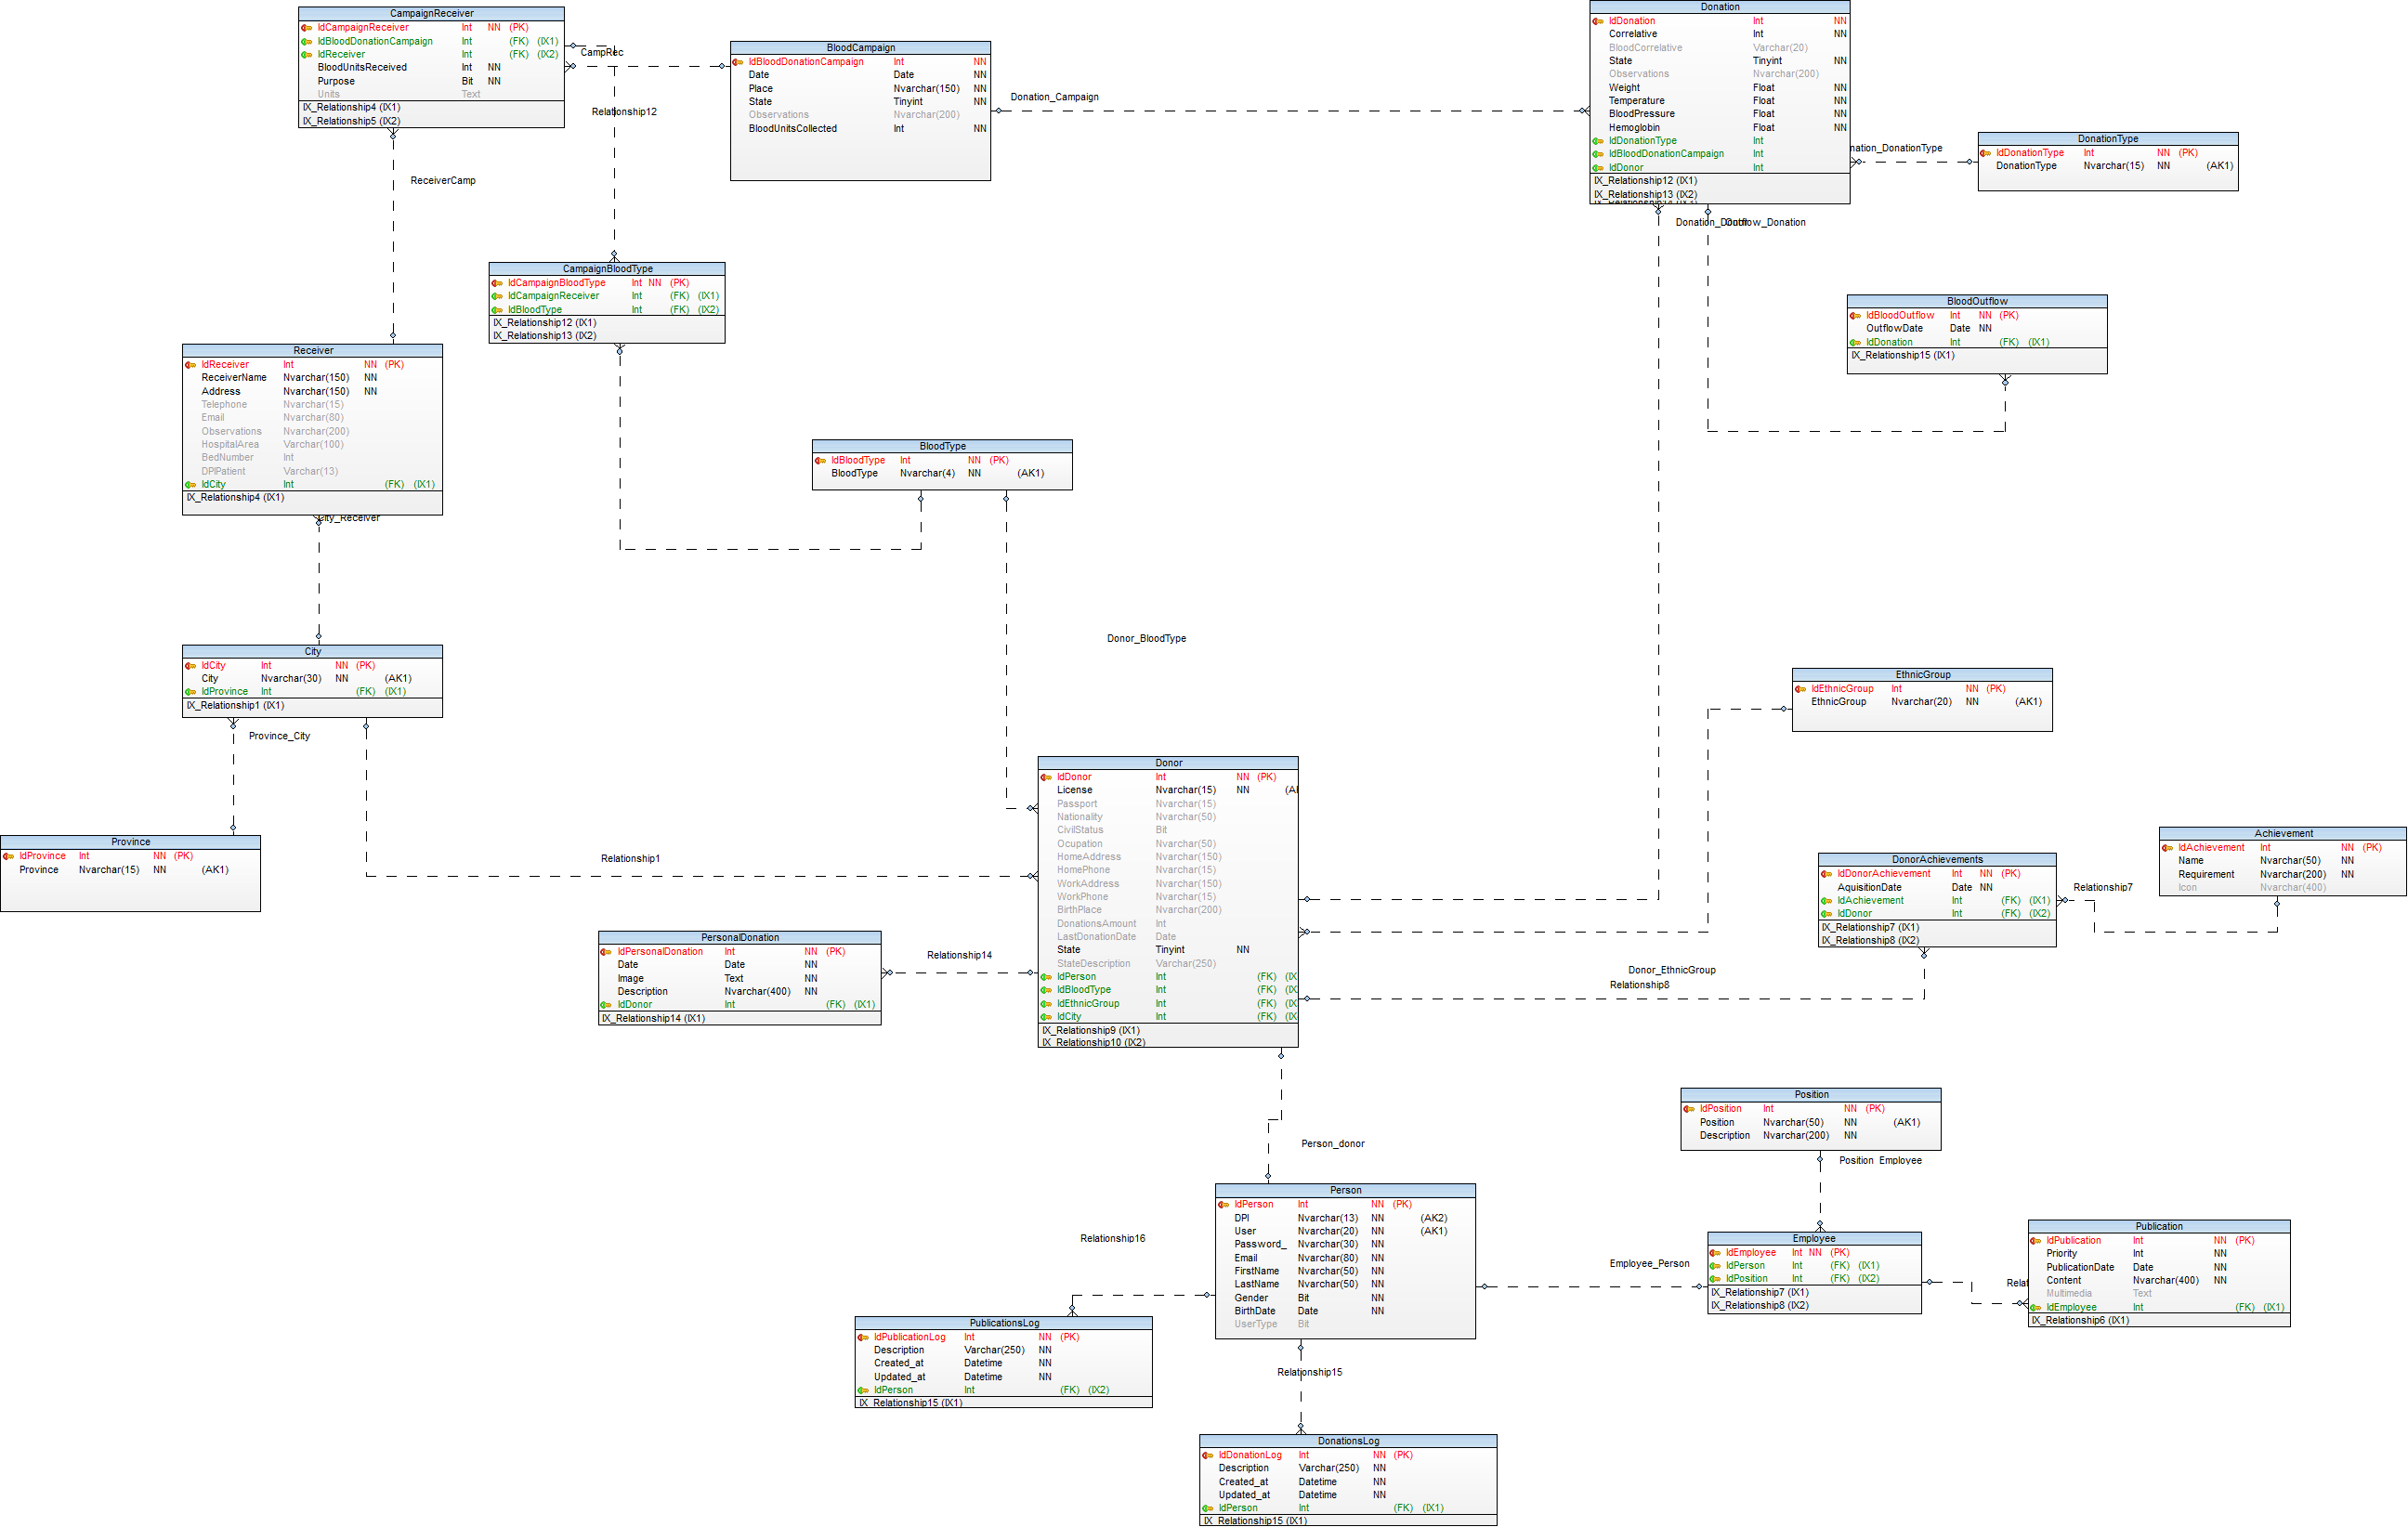 CampaignReceiver
IdCampaignReceiver Int NN (PK)
IdBloodDonationCampaign Int (FK) (IX1)
IdReceiver Int (FK) (IX2)
BloodUnitsReceived Int NN
Purpose Bit NN
Units Text
IX_Relationship4 (IX1)
IX_Relationship5 (IX2)
CampRec
Relationship12
BloodCampaign
IdBloodDonationCampaign Int NN
Date Date NN
Place Nvarchar(150) NN
State Tinyint NN
Observations Nvarchar(200)
BloodUnitsCollected Int NN
Donation_Campaign
Donation
IdDonation Int NN
Correlative Int NN
BloodCorrelative Varchar(20)
State Tinyint NN
Observations Nvarchar(200)
Weight Float NN
Temperature Float NN
BloodPressure Float NN
Hemoglobin Float NN
IdDonationType Int
IdBloodDonationCampaign Int
IdDonor Int
IX_Relationship12 (IX1)
IX_Relationship13 (IX2)
nation_DonationType
DonationType
IdDonationType Int NN (PK)
DonationType Nvarchar(15) NN (AK1)
ReceiverCamp
Outflow_Donation
CampaignBloodType
IdCampaignBloodType Int NN (PK)
IdCampaignReceiver Int (FK) (IX1)
IdBloodType Int (FK) (IX2)
IX_Relationship12 (IX1)
IX_Relationship13 (IX2)
BloodOutflow
IdBloodOutflow Int NN (PK)
OutflowDate Date NN
IdDonation Int (FK) (IX1)
IX_Relationship15 (IX1)
Receiver
IdReceiver Int NN (PK)
ReceiverName Nvarchar(150) NN
Address Nvarchar(150) NN
Telephone Nvarchar(15)
Email Nvarchar(80)
Observations Nvarchar(200)
HospitalArea Varchar(100)
BedNumber Int
DPIPatient Varchar(13)
IdCity Int (FK) (IX1)
IX_Relationship4 (IX1)
City_Receiver
BloodType
IdBloodType Int NN (PK)
BloodType Nvarchar(4) NN (AK1)
Donor_BloodType
City
IdCity Int NN (PK)
City Nvarchar(30) NN (AK1)
IdProvince Int (FK) (IX1)
IX_Relationship1 (IX1)
Province_City
EthnicGroup
IdEthnicGroup Int NN (PK)
EthnicGroup Nvarchar(20) NN (AK1)
Province
IdProvince Int NN (PK)
Province Nvarchar(15) NN (AK1)
Relationship1
Donor
IdDonor Int NN (PK)
License Nvarchar(15) NN (Al
Passport Nvarchar(15)
Nationality Nvarchar(50)
CivilStatus Bit
Ocupation Nvarchar(50)
HomeAddress Nvarchar(150)
HomePhone Nvarchar(15)
WorkAddress Nvarchar(150)
WorkPhone Nvarchar(15)
BirthPlace Nvarchar(200)
DonationsAmount Int
LastDonationDate Date
State Tinyint NN
StateDescription Varchar(250)
IdPerson Int (FK) (IX
IdBloodType Int (FK) (IX
IdEthnicGroup Int (FK) (IX
IdCity Int (FK) (IX
IX_Relationship9 (IX1)
IX_Relationship10 (IX2)
DonorAchievements
IdDonorAchievement Int NN (PK)
AquisitionDate Date NN
IdAchievement Int (FK) (IX1)
IdDonor Int (FK) (IX2)
IX_Relationship7 (IX1)
IX_Relationship8 (IX2)
Relationship7
Achievement
IdAchievement Int NN (PK)
Name Nvarchar(50) NN
Requirement Nvarchar(200) NN
Icon Nvarchar(400)
PersonalDonation
IdPersonalDonation Int NN (PK)
Date Date NN
Image Text NN
Description Nvarchar(400) NN
IdDonor Int (FK) (IX1)
IX_Relationship14 (IX1)
Relationship14
Donor_EthnicGroup
Relationship8
Person_donor
Position
IdPosition Int NN (PK)
Position Nvarchar(50) NN (AK1)
Description Nvarchar(200) NN
Position_Employee
Person
IdPerson Int NN (PK)
DPI Nvarchar(13) NN (AK2)
User Nvarchar(20) NN (AK1)
Password_ Nvarchar(30) NN
Email Nvarchar(80) NN
FirstName Nvarchar(50) NN
LastName Nvarchar(50) NN
Gender Bit NN
BirthDate Date NN
UserType Bit
Relationship16
Employee_Person
Employee
IdEmployee Int NN (PK)
IdPerson Int (FK) (IX1)
IdPosition Int (FK) (IX2)
IX_Relationship7 (IX1)
IX_Relationship8 (IX2)
Relat
Publication
IdPublication Int NN (PK)
Priority Int NN
PublicationDate Date NN
Content Nvarchar(400) NN
Multimedia Text
IdEmployee Int (FK) (IX1)
IX_Relationship6 (IX1)
PublicationsLog
IdPublicationLog Int NN (PK)
Description Varchar(250) NN
Created_at Datetime NN
Updated_at Datetime NN
IdPerson Int (FK) (IX2)
IX_Relationship15 (IX1)
Relationship15
DonationsLog
IdDonationLog Int NN (PK)
Description Varchar(250) NN
Created_at Datetime NN
Updated_at Datetime NN
IdPerson Int (FK) (IX1)
IX_Relationship15 (IX1)